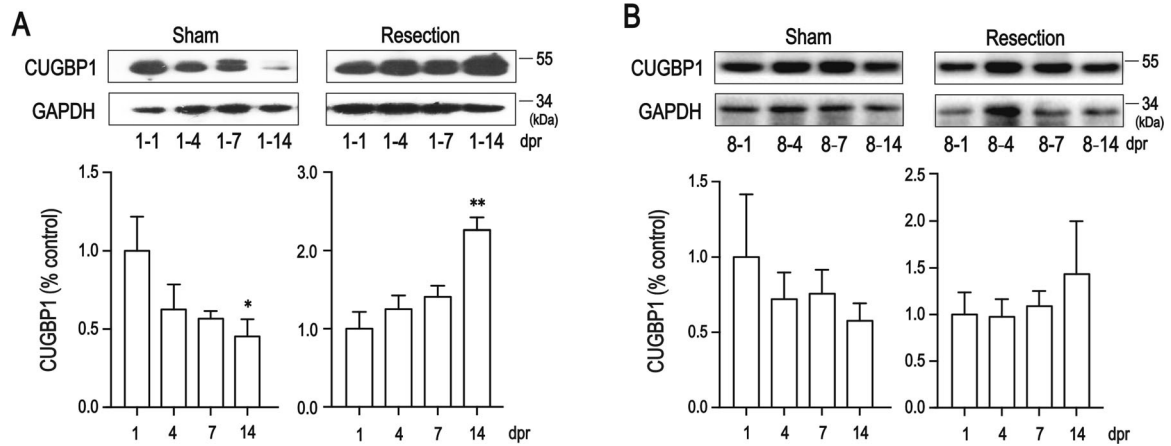 A
Sham
Resection
CUGBP1
55
GAPDH
34
(kDa)
1-1 1-4 1-7 1-14
1-1 1-4 1-7 1-14 dpr
CUGBP1 (% control)
1.5
1.0
0.5
0.0
*
1 4 7 14
3.0
2.0
1.0
0.0
**
1 4 7 14 dpr
B
Sham
Resection
CUGBP1
55
GAPDH
34
(kDa)
8-1 8-4 8-7 8-14
8-1 8-4 8-7 8-14 dpr
CUGBP1 (% control)
1.5
1.0
0.5
0.0
1 4 7 14
2.5
2.0
1.5
1.0
0.5
0.0
1 4 7 14 dpr